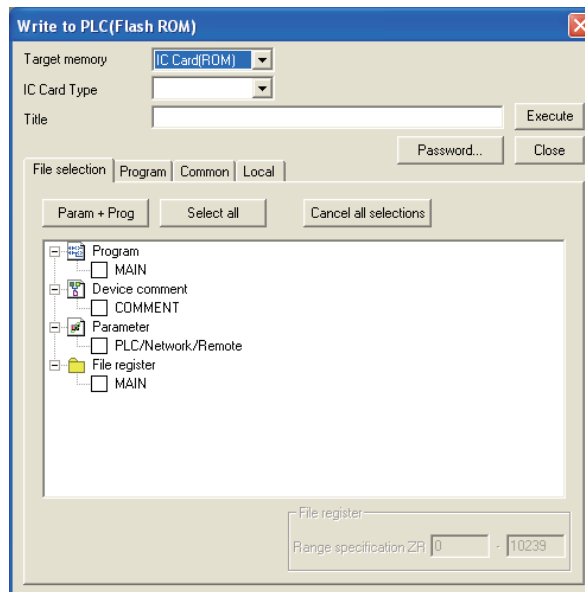 Write to PLC(Flash ROM)
Target memory IC Card(ROM)
IC Card Type
Title Execute
Password... Close
File selection Program Common Local
Param + Prog Select all Cancel all selections
Program
MAIN
Device comment
COMMENT
Parameter
PLC/Network/Remote
File register
MAIN
File register
Range specification ZR 0 - 10239